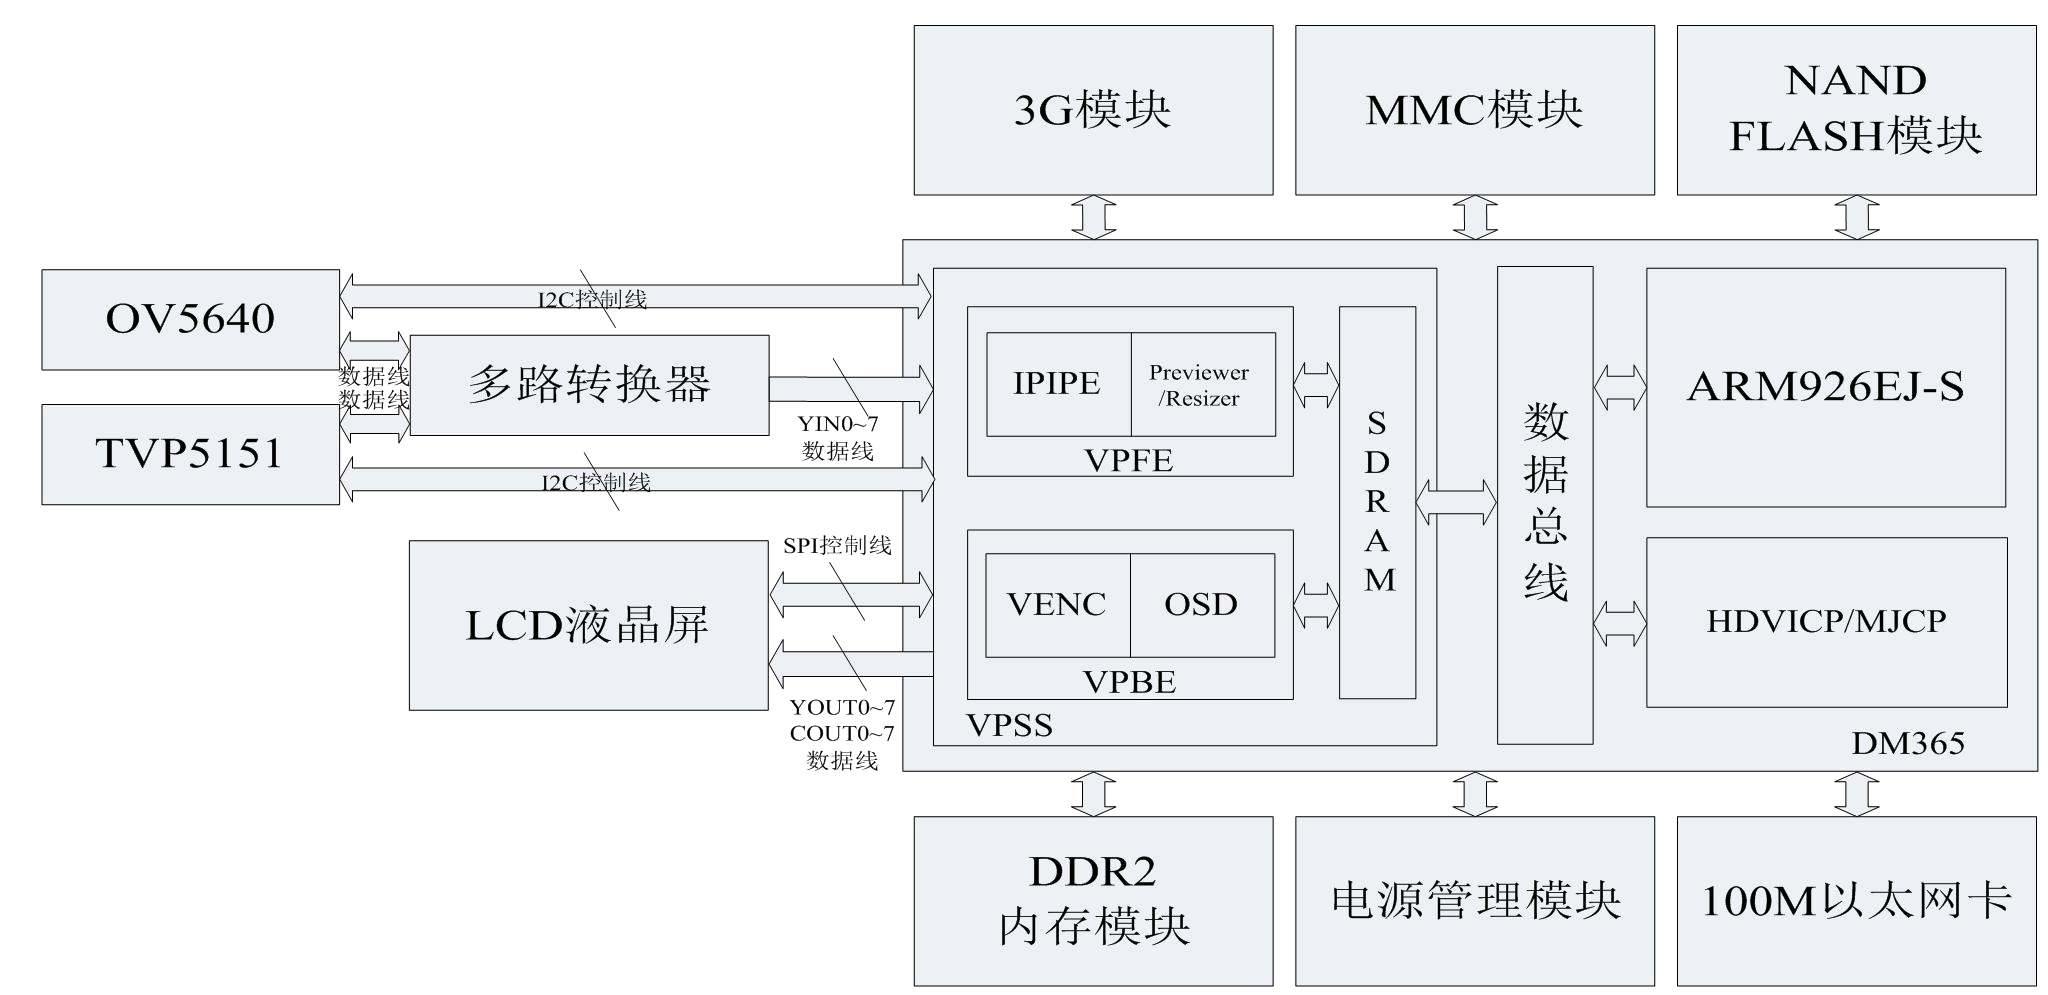 3G模块
MMC模块
NAND
FLASH模块
OV5640
I2C控制线
数据线
数据线
多路转换器
YIN0~7
数据线
TVP5151
I2C控制线
LCD液晶屏
SPI控制线
YOUT0~7
COUT0~7
数据线
IPIPE
Previewer
/Resizer
VPFE
VENC
OSD
VPBE
VPSS
SDRAM
数据总线
ARM926EJ-S
HDVICP/MJCP
DM365
DDR2
内存模块
电源管理模块
100M以太网卡